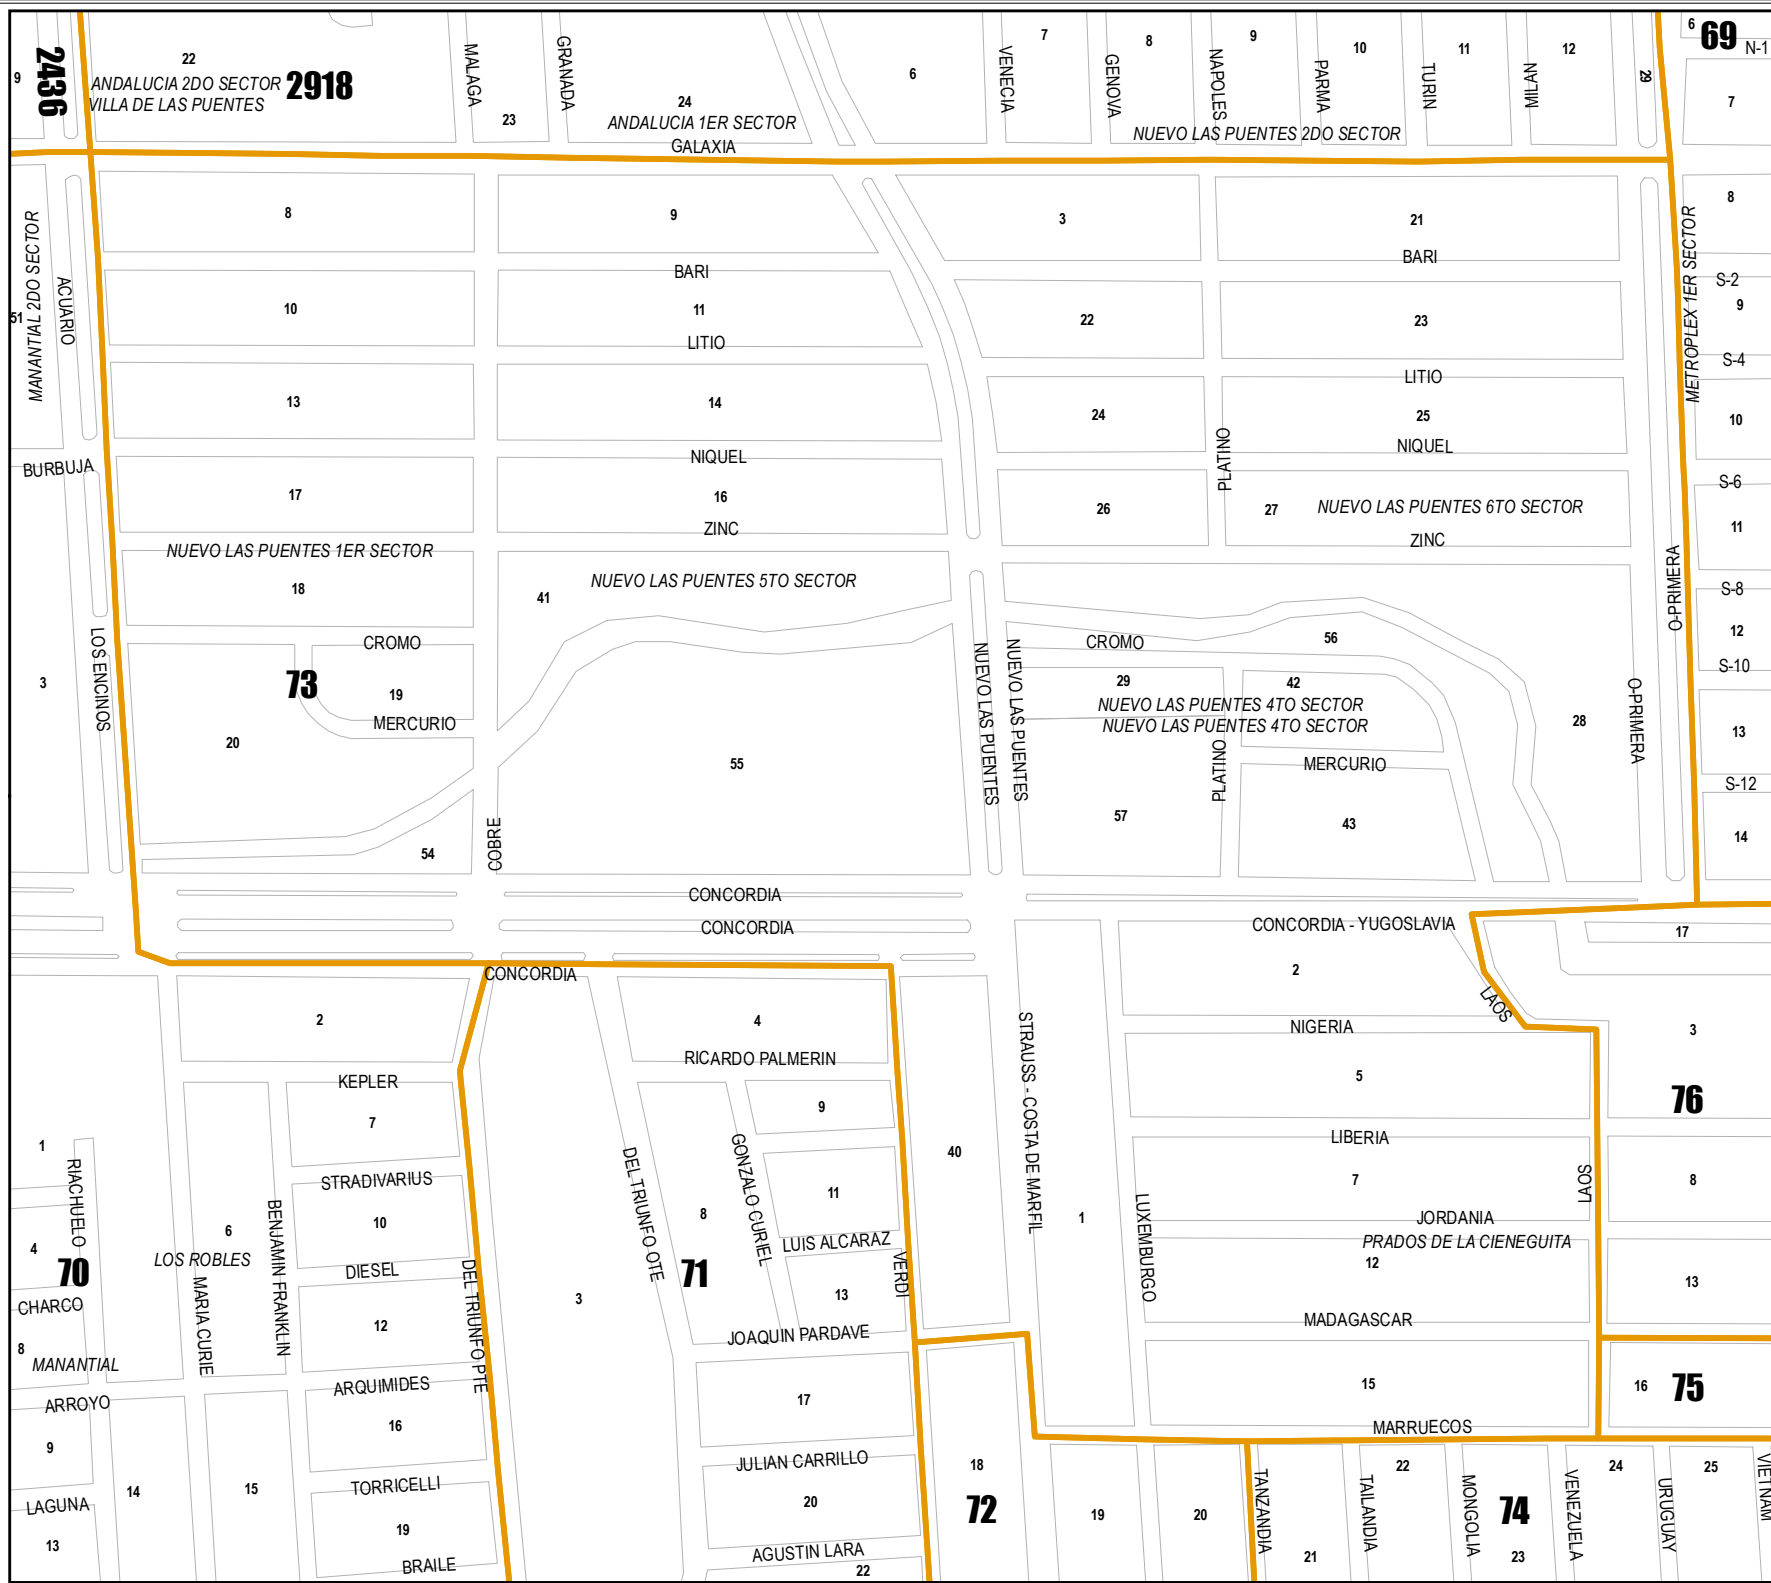 6
69
N-1
2436
9
22
ANDALUCIA 2DO SECTOR
VILLA DE LAS PUENTES
2918
MALAGA
23
GRANADA
24
ANDALUCIA 1ER SECTOR
GALAXIA
6
VENECIA
7
GENOVA
8
NAPOLES
9
PARMA
10
TURIN
11
MILAN
12
29
NUEVO LAS PUENTES 2DO SECTOR
7
MANANTIAL 2DO SECTOR
ACUARIO
51
8
9
3
21
BARI
BARI
METROPLEX 1ER SECTOR
8
S-2
9
10
11
22
23
LITIO
LITIO
S-4
10
13
14
24
25
NIQUEL
NIQUEL
PLATINO
BURBUJA
S-6
11
17
16
26
27
NUEVO LAS PUENTES 6TO SECTOR
ZINC
ZINC
NUEVO LAS PUENTES 1ER SECTOR
NUEVO LAS PUENTES 5TO SECTOR
18
41
O-PRIMERA
S-8
12
S-10
LOS ENCINOS
3
CROMO
CROMO
56
73
19
MERCURIO
20
55
NUEVO LAS PUENTES
NUEVO LAS PUENTES
29
42
NUEVO LAS PUENTES 4TO SECTOR
NUEVO LAS PUENTES 4TO SECTOR
28
O-PRIMERA
13
PLATINO
MERCURIO
S-12
57
43
14
54
COBRE
CONCORDIA
CONCORDIA
CONCORDIA - YUGOSLAVIA
17
CONCORDIA
2
LAOS
2
4
NIGERIA
3
RICARDO PALMERIN
KEPLER
5
76
7
9
1
RIACHUELO
LIBERIA
40
STRAUSS - COSTA DE MARFIL
STRADIVARIUS
DEL TRIUNFO OTE
GONZALO CURIEL
11
7
LAOS
8
BENJAMIN FRANKLIN
10
6
8
1
LUXEMBURGO
JORDANIA
PRADOS DE LA CIENEGUITA
4
LOS ROBLES
LUIS ALCARAZ
VERDI
12
70
DIESEL
DEL TRIUNFO PTE
71
13
CHARCO
MARIA CURIE
3
13
12
MADAGASCAR
8
MANANTIAL
JOAQUIN PARDAVE
ARROYO
ARQUIMIDES
15
16
75
16
17
MARRUECOS
9
JULIAN CARRILLO
18
TANZANDIA
TAILANDIA
22
MONGOLIA
VENEZUELA
24
URUGUAY
25
VIETNAM
14
15
TORRICELLI
LAGUNA
20
72
19
20
74
19
13
AGUSTIN LARA
BRAILE
22
21
23